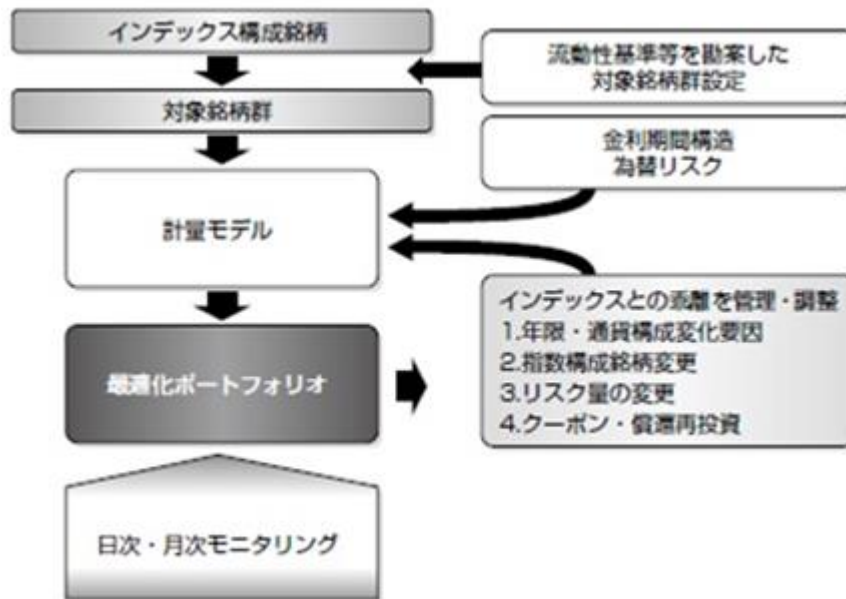 インデックス構成銘柄
流動性基準等を勘案した
対象銘柄群設定
対象銘柄群
金利期間構造
為替リスク
計量モデル
インデックスとの乖離を管理・調整
1.年限・通貨構成変化要因
2.指数構成銘柄変更
3.リスク量の変更
4.クーポン・償還再投資
最適化ポートフォリオ
日次・月次モニタリング